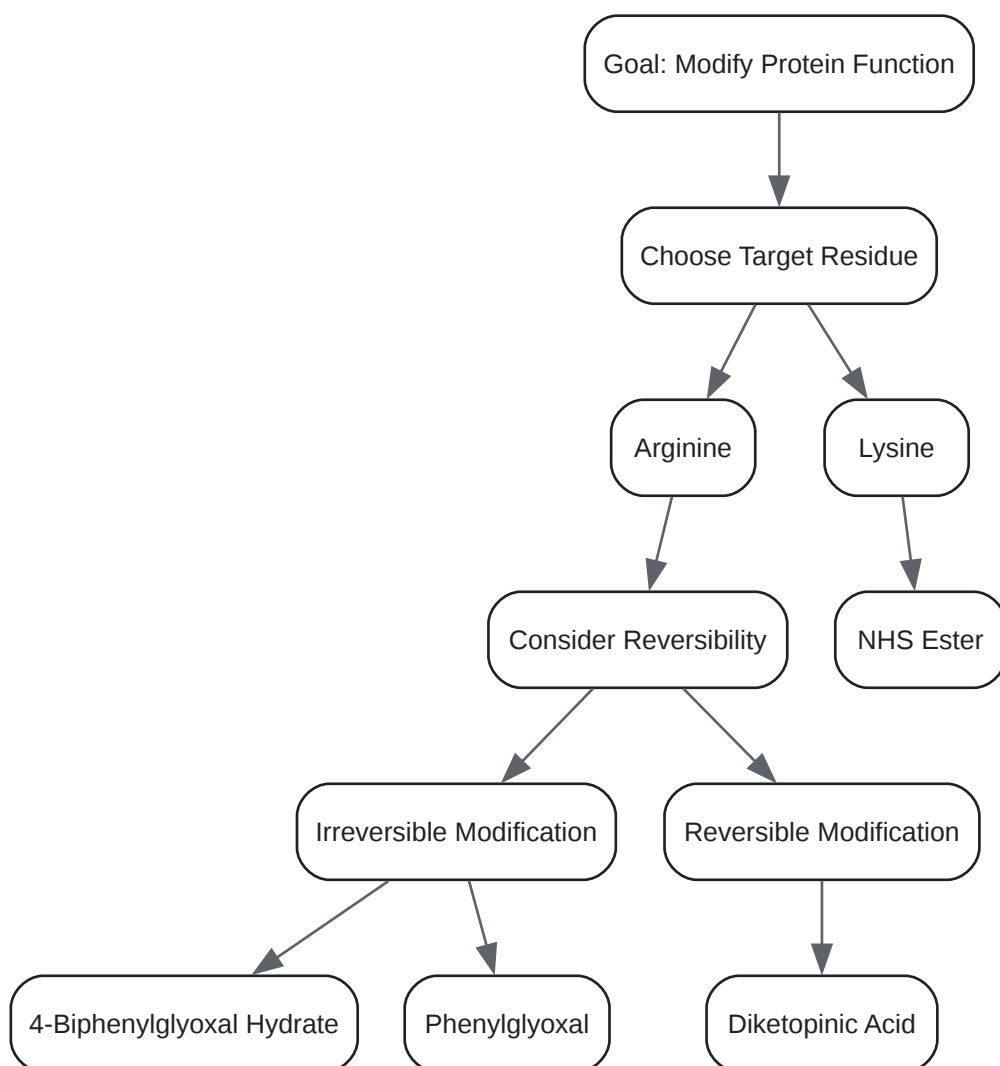 Goal: Modify Protein Function
Choose Target Residue
Arginine
Lysine
Consider Reversibility
NHS Ester
Irreversible Modification
Reversible Modification
4-Biphenylglyoxal Hydrate
Phenylglyoxal
Diketopinic Acid